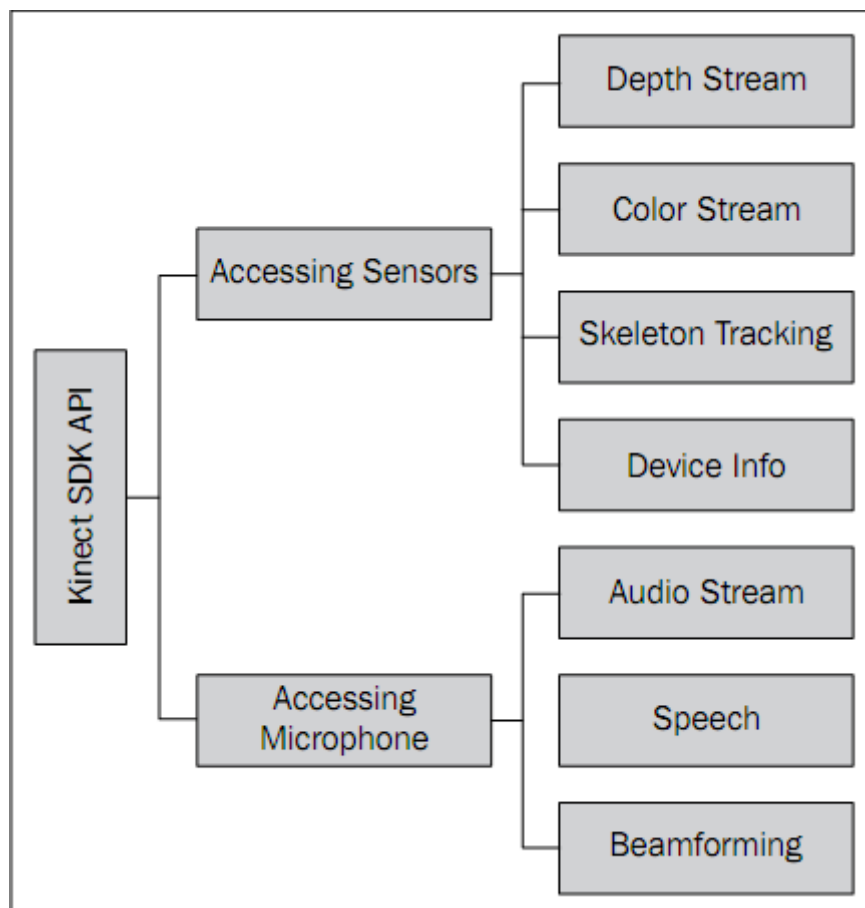 Kinect SDK API
Accessing Sensors
Depth Stream
Color Stream
Skeleton Tracking
Device Info
Accessing
Microphone
Audio Stream
Speech
Beamforming